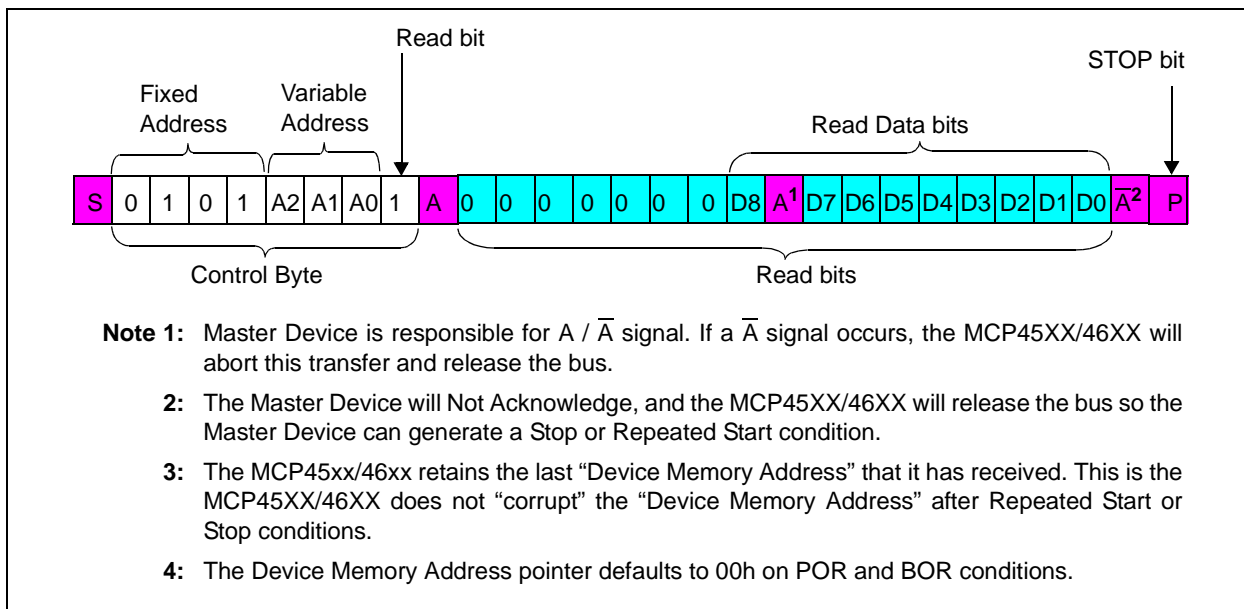 Read bit
STOP bit
Fixed Address
Variable Address
Read Data bits
S 0 1 0 1 A2 A1 A0 1 A 0 0 0 0 0 0 0 D8 A¹ D7 D6 D5 D4 D3 D2 D1 D0 A̅² P
Control Byte
Read bits
Note 1: Master Device is responsible for A / A̅ signal. If a A̅ signal occurs, the MCP45XX/46XX will
abort this transfer and release the bus.
2: The Master Device will Not Acknowledge, and the MCP45XX/46XX will release the bus so the
Master Device can generate a Stop or Repeated Start condition.
3: The MCP45xx/46xx retains the last “Device Memory Address” that it has received. This is the
MCP45XX/46XX does not “corrupt” the “Device Memory Address” after Repeated Start or
Stop conditions.
4: The Device Memory Address pointer defaults to 00h on POR and BOR conditions.